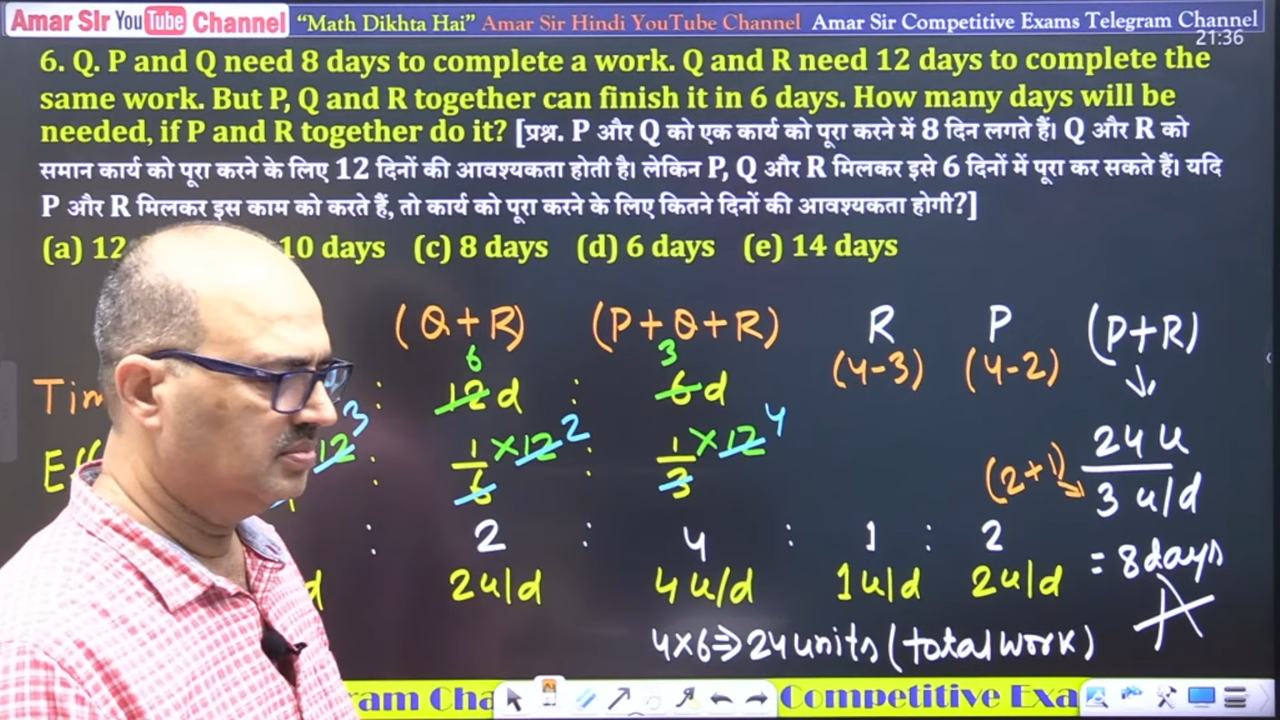 Amar SIr YouTube Channel "Math Dikhta Hai" Amar Sir Hindi YouTube Channel Amar Sir Competitive Exams Telegram Channel
21:36
6. Q. P and Q need 8 days to complete a work. Q and R need 12 days to complete the
same work. But P, Q and R together can finish it in 6 days. How many days will be
needed, if P and R together do it? [प्रश्न. P और Q को एक कार्य को पूरा करने में 8 दिन लगते हैं। Q और R को
समान कार्य को पूरा करने के लिए 12 दिनों की आवश्यकता होती है। लेकिन P, Q और R मिलकर इसे 6 दिनों में पूरा कर सकते हैं। यदि
P और R मिलकर इस काम को करते हैं, तो कार्य को पूरा करने के लिए कितने दिनों की आवश्यकता होगी?]
(a) 12 10 days (c) 8 days (d) 6 days (e) 14 days
(Q+R) (P+Q+R) R P (P+R)
6 3 (4-3) (4-2)
: 12d : 6d
3 2 4
12 : 1/6 ×12 : 1/3 ×12 (2+1) 24u
3u/d
: 2 : 4 : 1 : 2
2u/d 4u/d 1u/d 2u/d = 8days
4×6⇒24units (total work)
ram Cha Competitive Exa